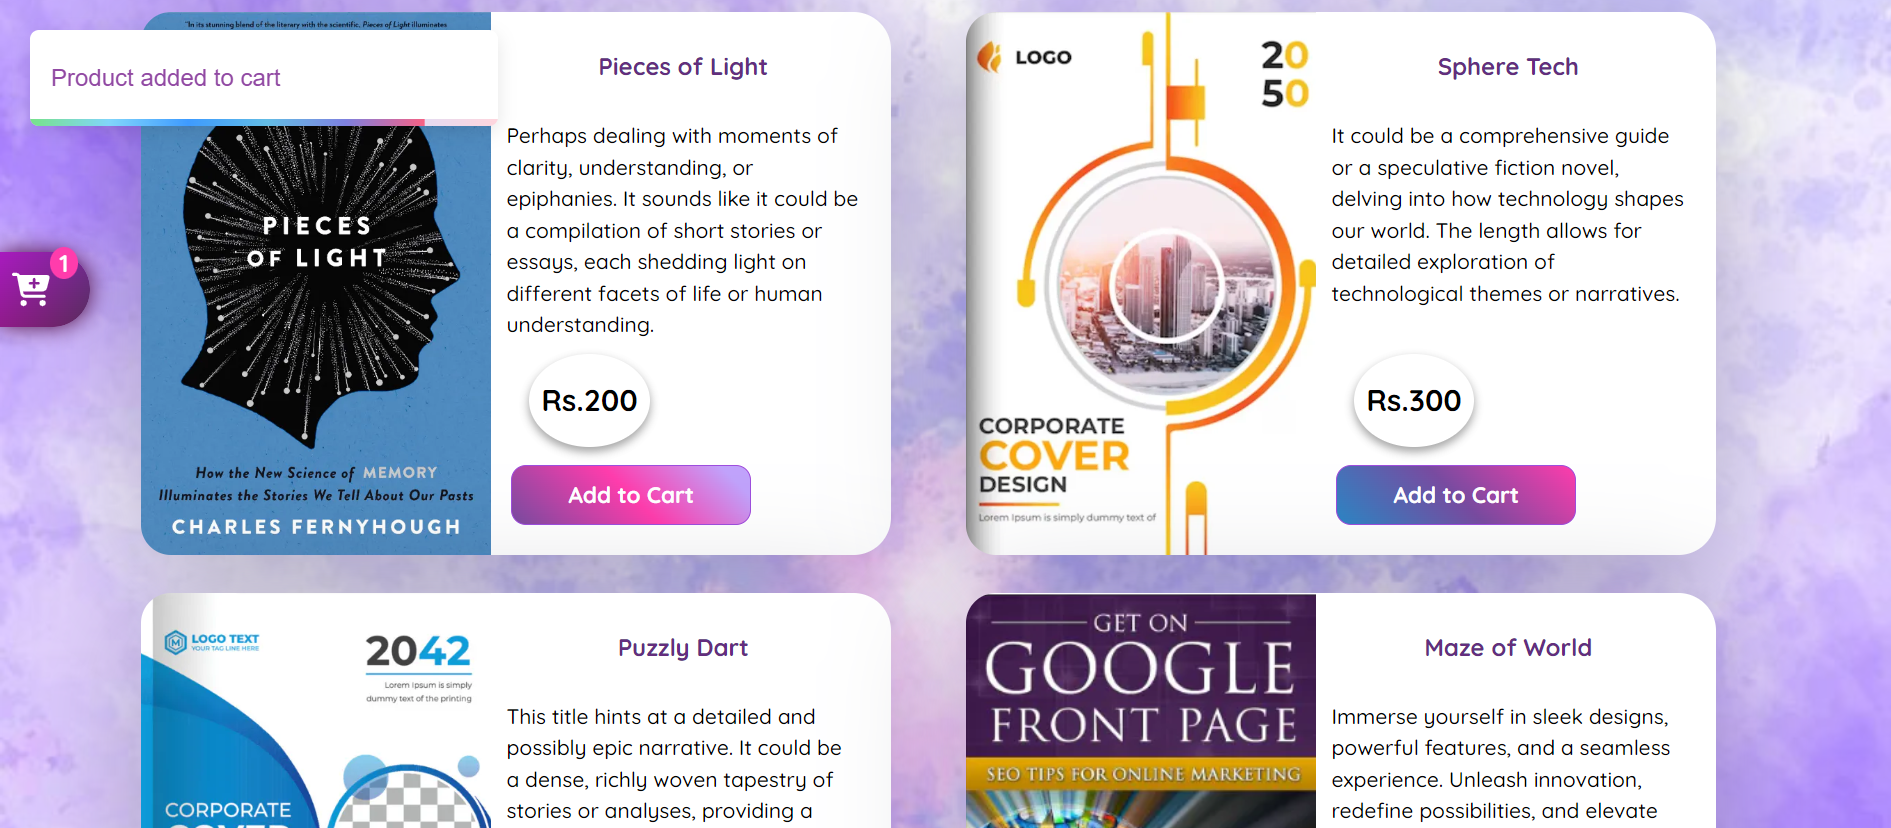 "In its stunning blend of the literary with the scientific, Pieces of Light illuminates
Product added to cart
1
PIECES
OF LIGHT
How the New Science of MEMORY
Illuminates the Stories We Tell About Our Pasts
CHARLES FERNYHOUGH
Pieces of Light
Perhaps dealing with moments of
clarity, understanding, or
epiphanies. It sounds like it could be
a compilation of short stories or
essays, each shedding light on
different facets of life or human
understanding.
Rs.200
Add to Cart
LOGO
20
50
CORPORATE
COVER
DESIGN
Lorem Ipsum is simply dummy text of
Sphere Tech
It could be a comprehensive guide
or a speculative fiction novel,
delving into how technology shapes
our world. The length allows for
detailed exploration of
technological themes or narratives.
Rs.300
Add to Cart
LOGO TEXT
YOUR TAG LINE HERE
2042
Lorem Ipsum is simply
dummy text of the printing
CORPORATE
COVER
Puzzly Dart
This title hints at a detailed and
possibly epic narrative. It could be
a dense, richly woven tapestry of
stories or analyses, providing a
GET ON
GOOGLE
FRONT PAGE
SEO TIPS FOR ONLINE MARKETING
Maze of World
Immerse yourself in sleek designs,
powerful features, and a seamless
experience. Unleash innovation,
redefine possibilities, and elevate